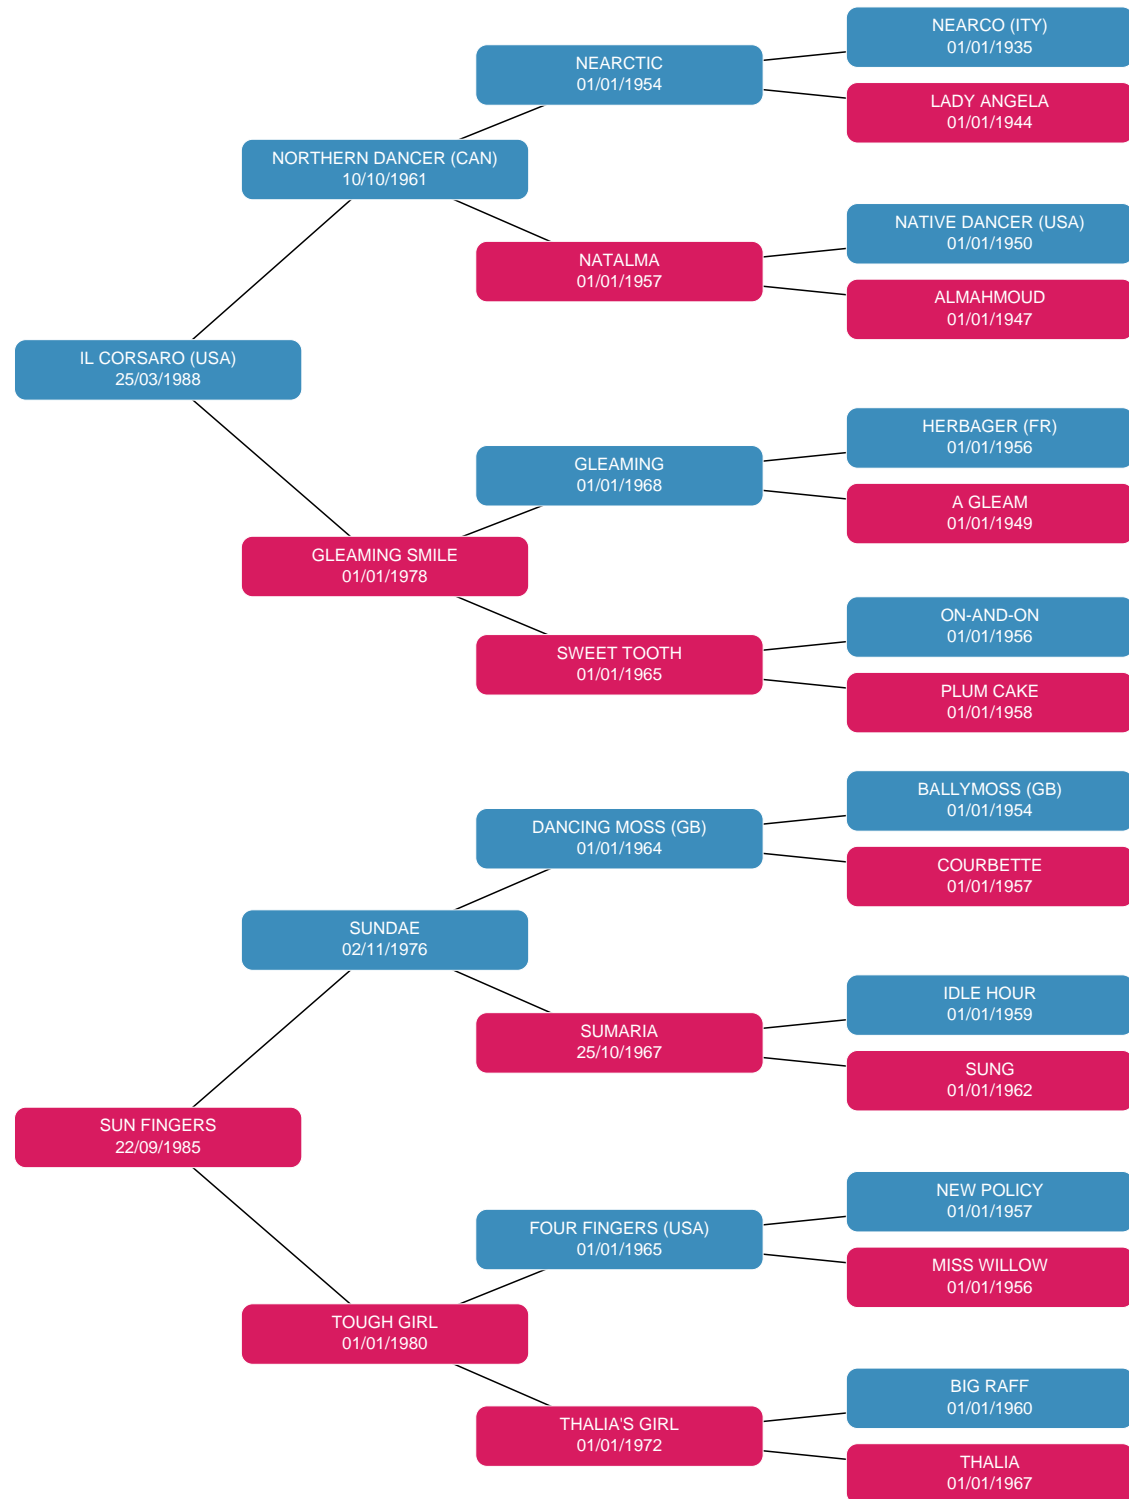 NEARCO (ITY)
01/01/1935
NEARCTIC
01/01/1954
LADY ANGELA
01/01/1944
NORTHERN DANCER (CAN)
10/10/1961
NATIVE DANCER (USA)
01/01/1950
NATALMA
01/01/1957
ALMAHMOUD
01/01/1947
IL CORSARO (USA)
25/03/1988
HERBAGER (FR)
01/01/1956
GLEAMING
01/01/1968
A GLEAM
01/01/1949
GLEAMING SMILE
01/01/1978
ON-AND-ON
01/01/1956
SWEET TOOTH
01/01/1965
PLUM CAKE
01/01/1958
BALLYMOSS (GB)
01/01/1954
DANCING MOSS (GB)
01/01/1964
COURBETTE
01/01/1957
SUNDAE
02/11/1976
IDLE HOUR
01/01/1959
SUMARIA
25/10/1967
SUNG
01/01/1962
SUN FINGERS
22/09/1985
NEW POLICY
01/01/1957
FOUR FINGERS (USA)
01/01/1965
MISS WILLOW
01/01/1956
TOUGH GIRL
01/01/1980
BIG RAFF
01/01/1960
THALIA'S GIRL
01/01/1972
THALIA
01/01/1967